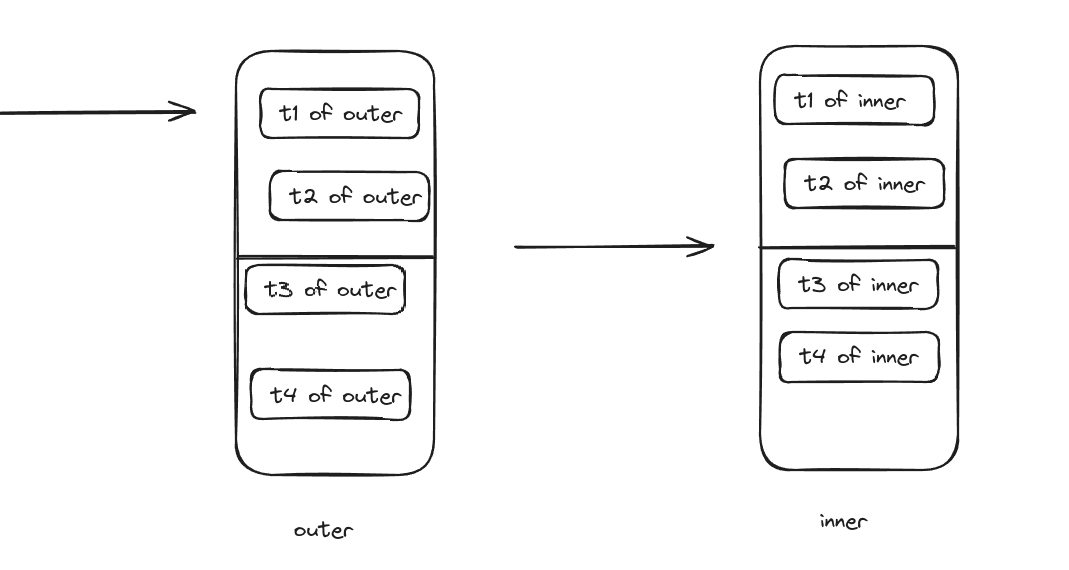 t1 of outer
t2 of outer
t3 of outer
t4 of outer
outer
t1 of inner
t2 of inner
t3 of inner
t4 of inner
inner